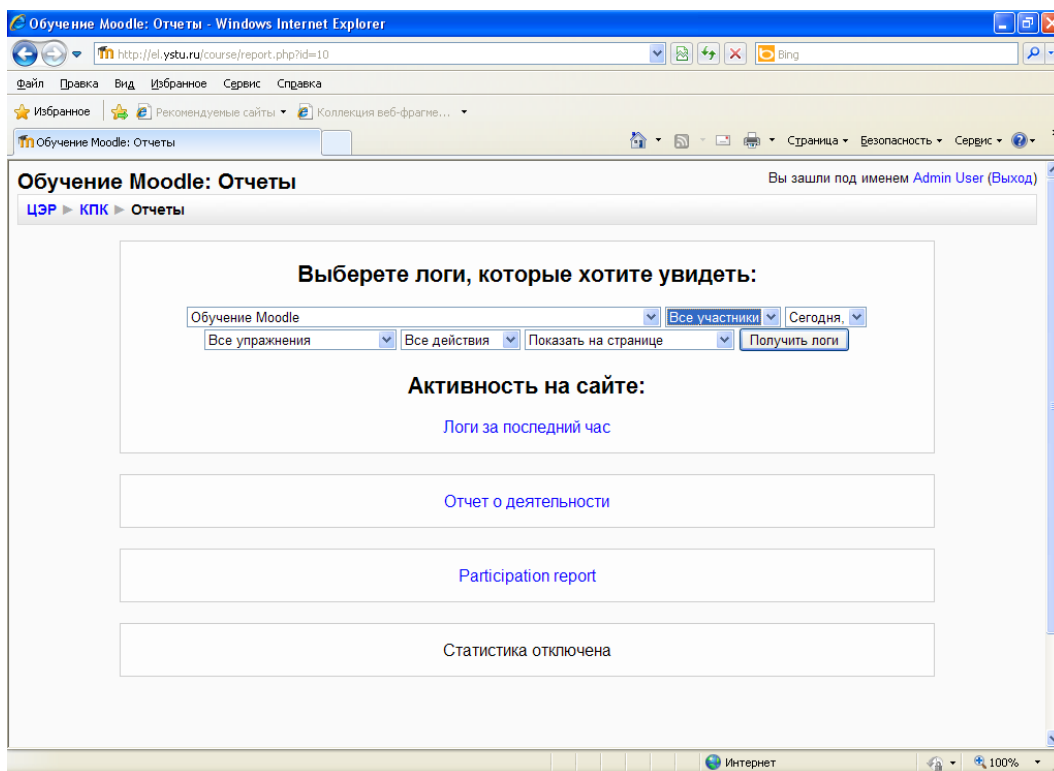 Обучение Moodle: Отчеты - Windows Internet Explorer
http://el.ystu.ru/course/report.php?id=10 Bing
Файл Правка Вид Избранное Сервис Справка
Избранное Рекомендуемые сайты Коллекция веб-фрагме...
Обучение Moodle: Отчеты Страница Безопасность Сервис
Обучение Moodle: Отчеты Вы зашли под именем Admin User (Выход)
ЦЭР ► КПК ► Отчеты
Выберете логи, которые хотите увидеть:
Обучение Moodle Все участники Сегодня,
Все упражнения Все действия Показать на странице Получить логи
Активность на сайте:
Логи за последний час
Отчет о деятельности
Participation report
Статистика отключена
Интернет 100%